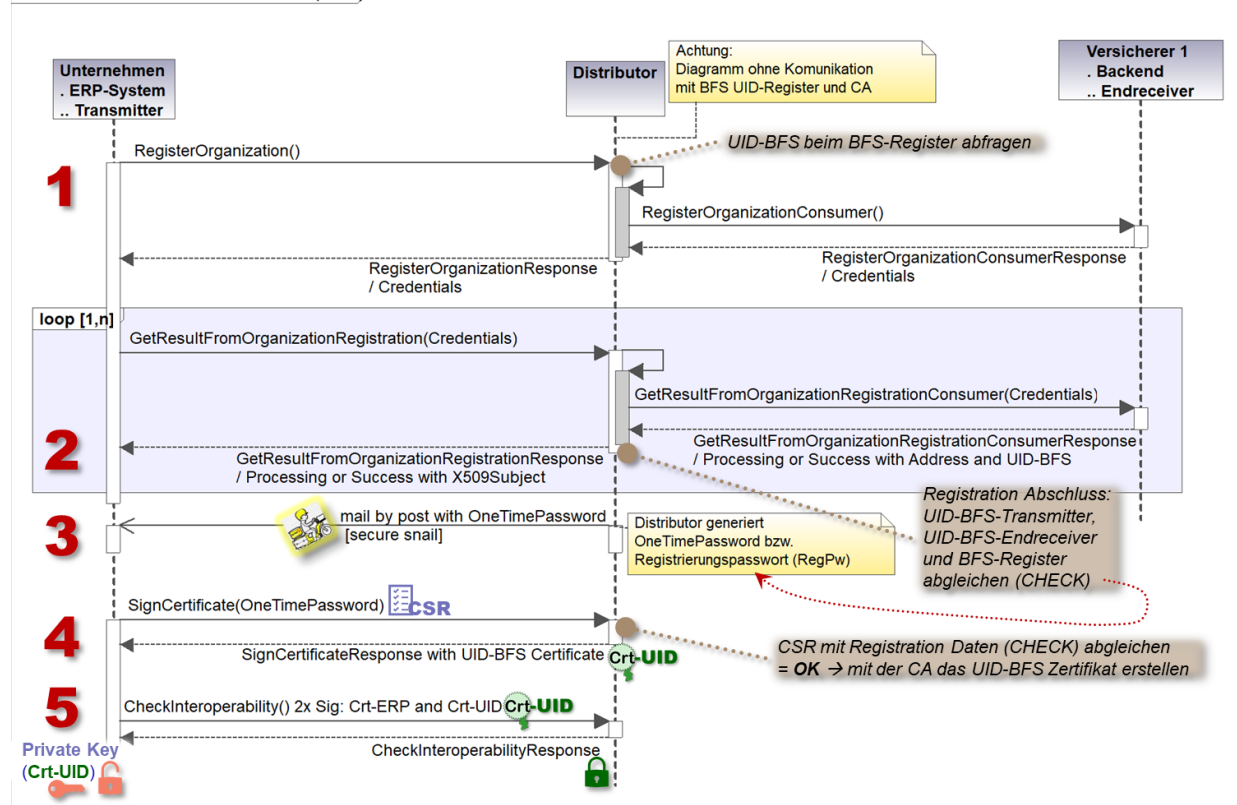 Unternehmen
. ERP-System
.. Transmitter
Distributor
Achtung:
Diagramm ohne Komunikation
mit BFS UID-Register und CA
Versicherer 1
. Backend
.. Endreceiver
UID-BFS beim BFS-Register abfragen
1
RegisterOrganization()
RegisterOrganizationConsumer()
RegisterOrganizationConsumerResponse
/ Credentials
RegisterOrganizationResponse
/ Credentials
loop [1,n]
GetResultFromOrganizationRegistration(Credentials)
GetResultFromOrganizationRegistrationConsumer(Credentials)
2
GetResultFromOrganizationRegistrationConsumerResponse
/ Processing or Success with Address and UID-BFS
GetResultFromOrganizationRegistrationResponse
/ Processing or Success with X509Subject
Registration Abschluss:
UID-BFS-Transmitter,
UID-BFS-Endreceiver
und BFS-Register
abgleichen (CHECK)
3
mail by post with OneTimePassword
[secure snail]
Distributor generiert
OneTimePassword bzw.
Registrierungspasswort (RegPw)
4
SignCertificate(OneTimePassword)
CSR
SignCertificateResponse with UID-BFS Certificate
Crt-UID
CSR mit Registration Daten (CHECK) abgleichen
= OK → mit der CA das UID-BFS Zertifikat erstellen
5
CheckInteroperability() 2x Sig: Crt-ERP and Crt-UID
Crt-UID
CheckInteroperabilityResponse
Private Key
(Crt-UID)